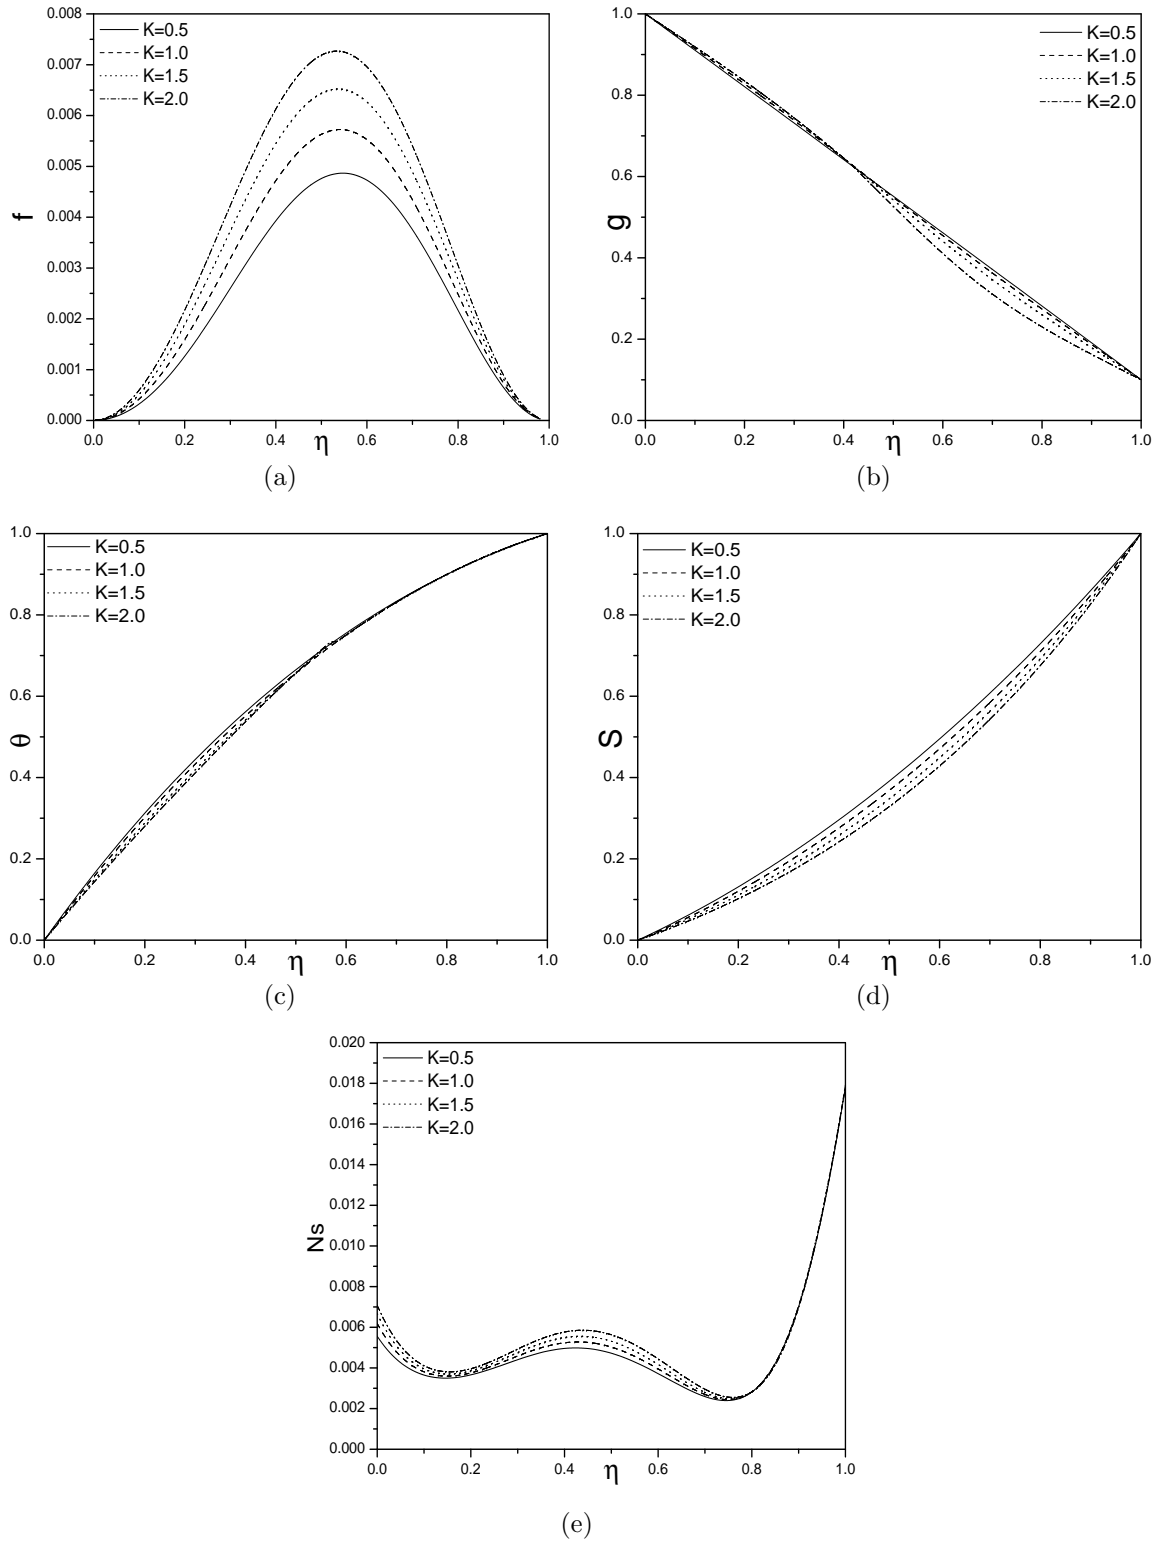 0.008
0.007
0.006
0.005
0.004
0.003
0.002
0.001
0.000
f
K=0.5
K=1.0
K=1.5
K=2.0
0.0 0.2 0.4 0.6 0.8 1.0
η
(a)
1.0
0.8
0.6
0.4
0.2
0.0
g
K=0.5
K=1.0
K=1.5
K=2.0
0.0 0.2 0.4 0.6 0.8 1.0
η
(b)
1.0
0.8
0.6
0.4
0.2
0.0
θ
K=0.5
K=1.0
K=1.5
K=2.0
0.0 0.2 0.4 0.6 0.8 1.0
η
(c)
1.0
0.8
0.6
0.4
0.2
0.0
S
K=0.5
K=1.0
K=1.5
K=2.0
0.0 0.2 0.4 0.6 0.8 1.0
η
(d)
0.020
0.018
0.016
0.014
0.012
0.010
0.008
0.006
0.004
0.002
0.000
Ns
K=0.5
K=1.0
K=1.5
K=2.0
0.0 0.2 0.4 0.6 0.8 1.0
η
(e)